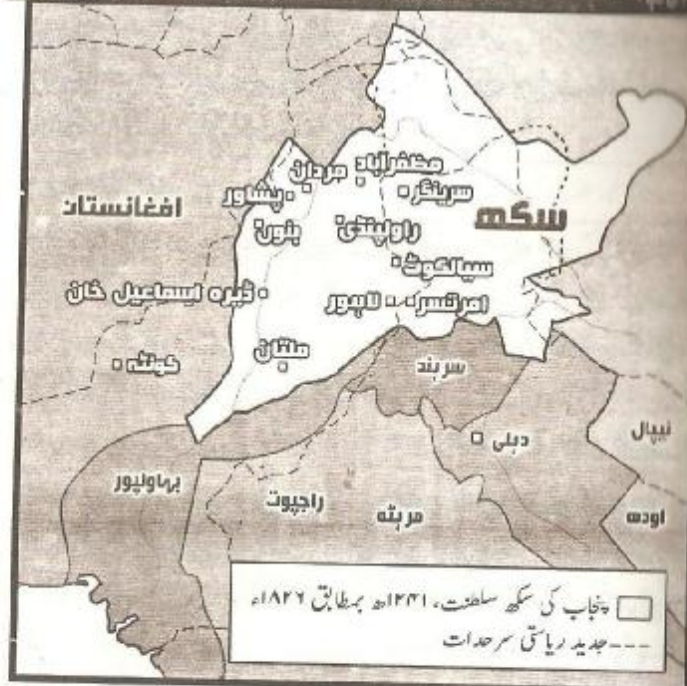 مظفرآباد
مردان
پشاور
سرینگر
افغانستان
سکھ
بنوں
راولپنڈی
سیالکوٹ
ڈیرہ اسماعیل خان
لاہور
امرتسر
ملتان
کوئٹہ
سرہند
دہلی
نیپال
بہاولپور
راجپوت
مرہٹہ
اودھ
پنجاب کی سکھ سلطنت، ۱۲۴۱ھ بمطابق ۱۸۲۶ء
---جدید ریاستی سرحدات